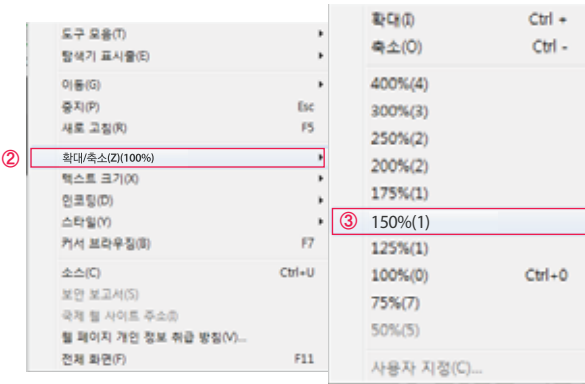 도구 모음(T)
탐색기 표시줄(E)
이동(G)
중지(P) Esc
새로 고침(R) F5
② 확대/축소(Z)(100%)
텍스트 크기(X)
인코딩(D)
스타일(Y)
커서 브라우징(B) F7
소스(C) Ctrl+U
보안 보고서(S)
국제 웹 사이트 주소(I)
웹 페이지 개인 정보 취급 방침(V)...
전체 화면(F) F11
확대(I) Ctrl +
축소(O) Ctrl -
400%(4)
300%(3)
250%(2)
200%(2)
175%(1)
③ 150%(1)
125%(1)
100%(0) Ctrl+0
75%(7)
50%(5)
사용자 지정(C)...